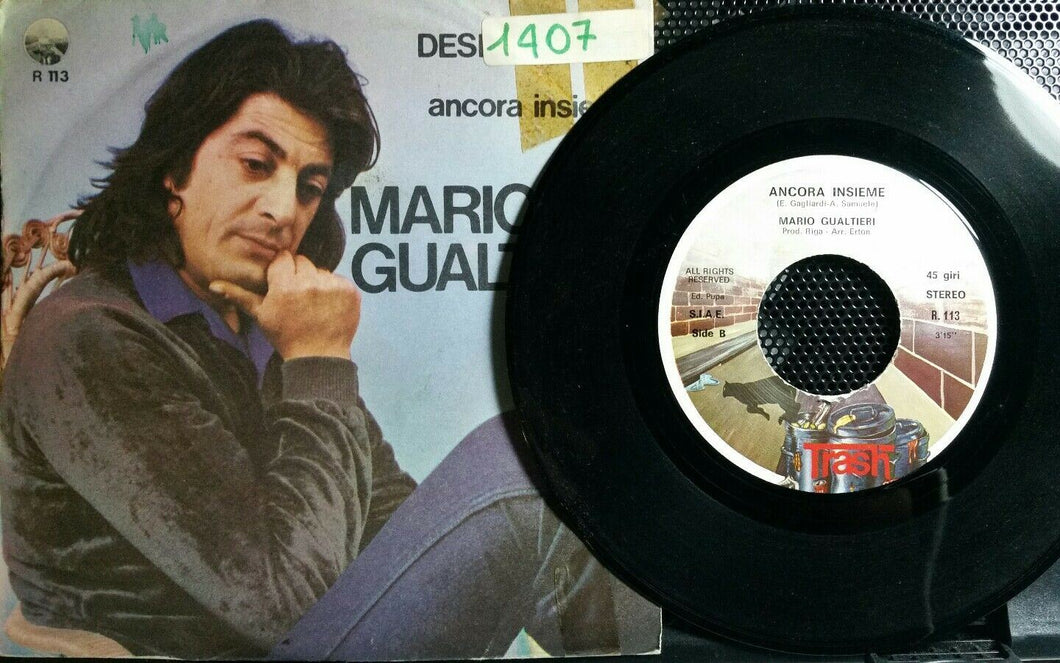 R 113
DESI
1407
ancora insie
MARIO
GUALT
ANCORA INSIEME
(E. Gagliardi-A. Samuele)
MARIO GUALTIERI
Prod. Riga - Arr. Erton
ALL RIGHTS
RESERVED
Ed. Pupa
S.I.A.E.
Side B
45 giri
STEREO
R. 113
3'15"
Trash